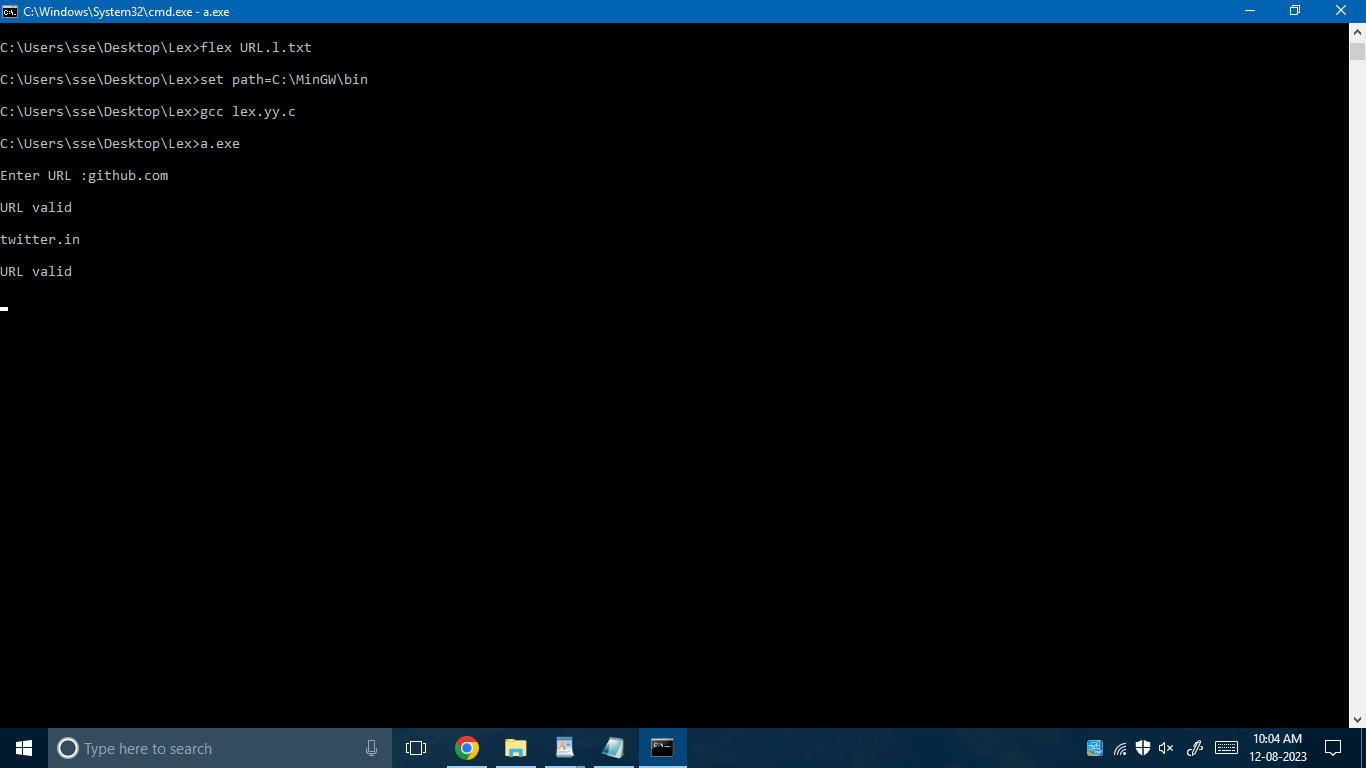 C:\Windows\System32\cmd.exe - a.exe
C:\Users\sse\Desktop\Lex>flex URL.l.txt
C:\Users\sse\Desktop\Lex>set path=C:\MinGW\bin
C:\Users\sse\Desktop\Lex>gcc lex.yy.c
C:\Users\sse\Desktop\Lex>a.exe
Enter URL :github.com
URL valid
twitter.in
URL valid
Type here to search
10:04 AM
12-08-2023